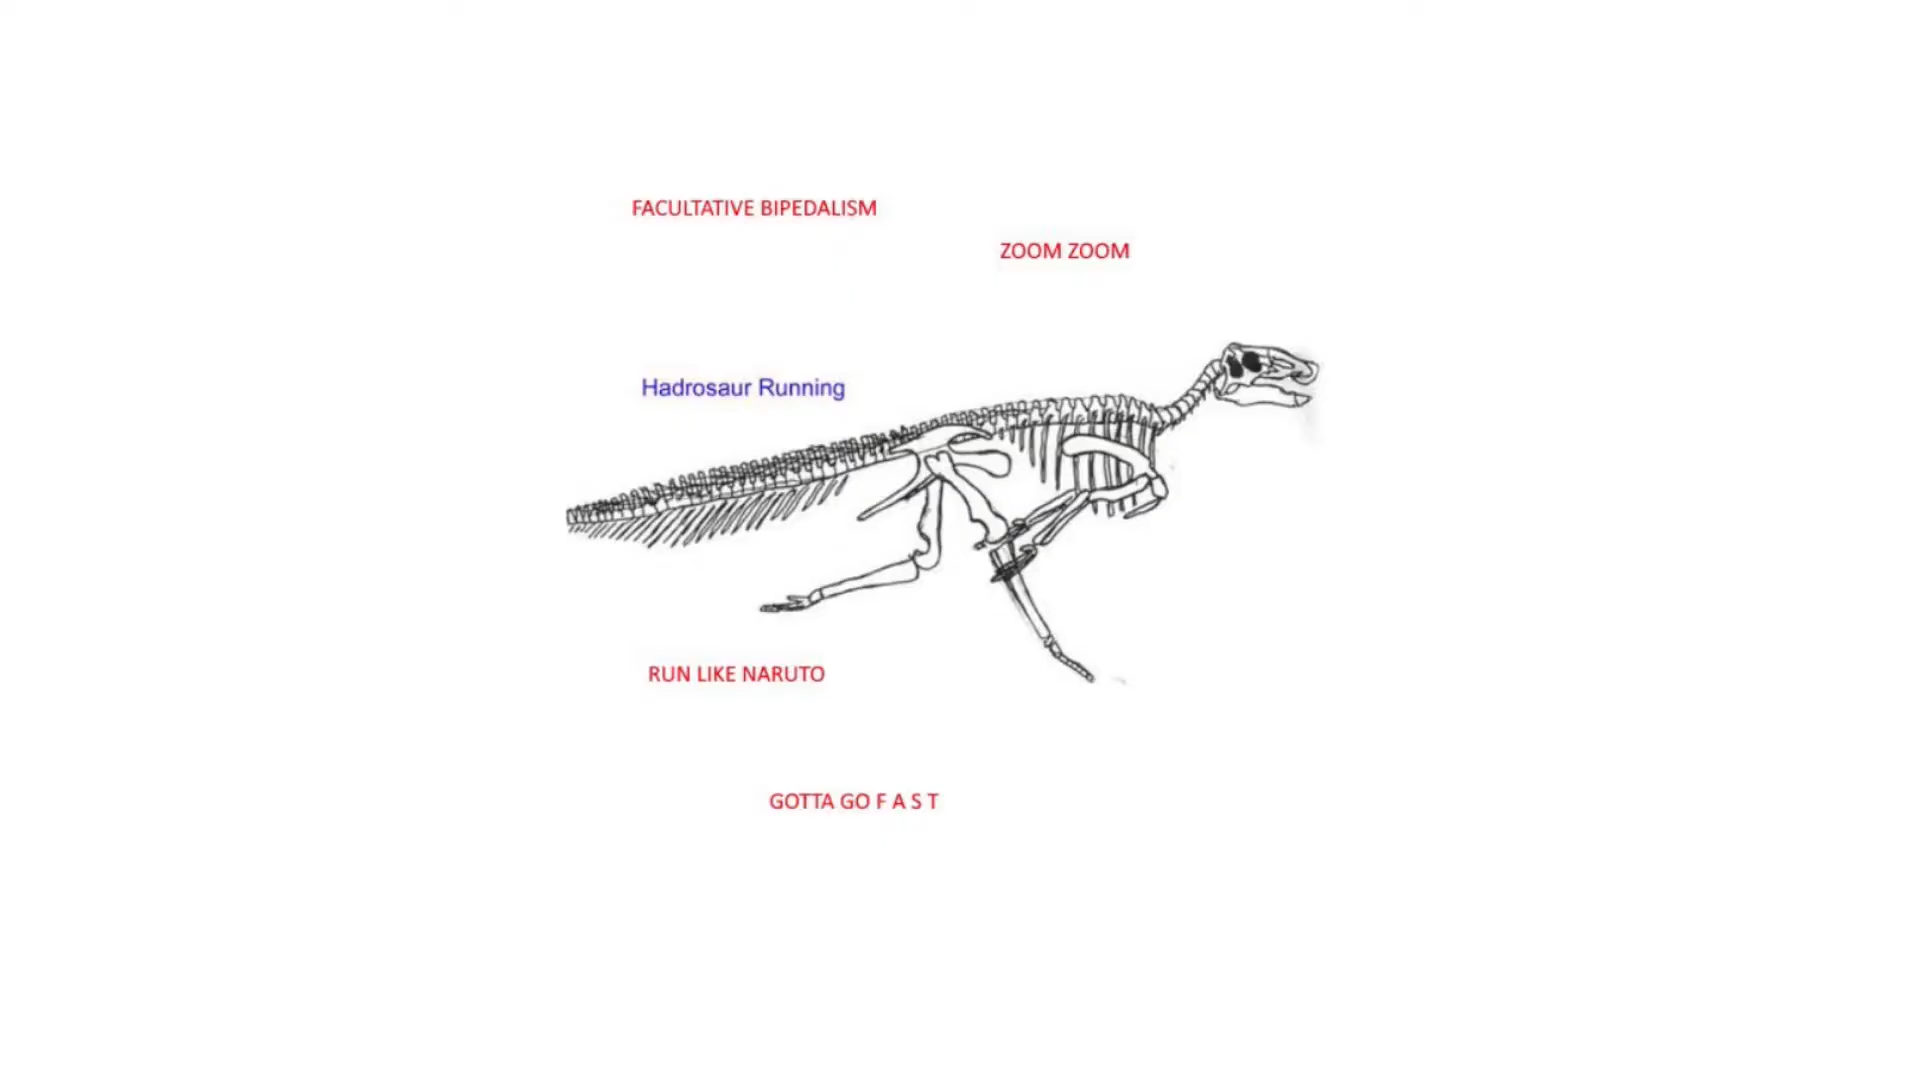 FACULTATIVE BIPEDALISM
ZOOM ZOOM
Hadrosaur Running
RUN LIKE NARUTO
GOTTA GO F A S T